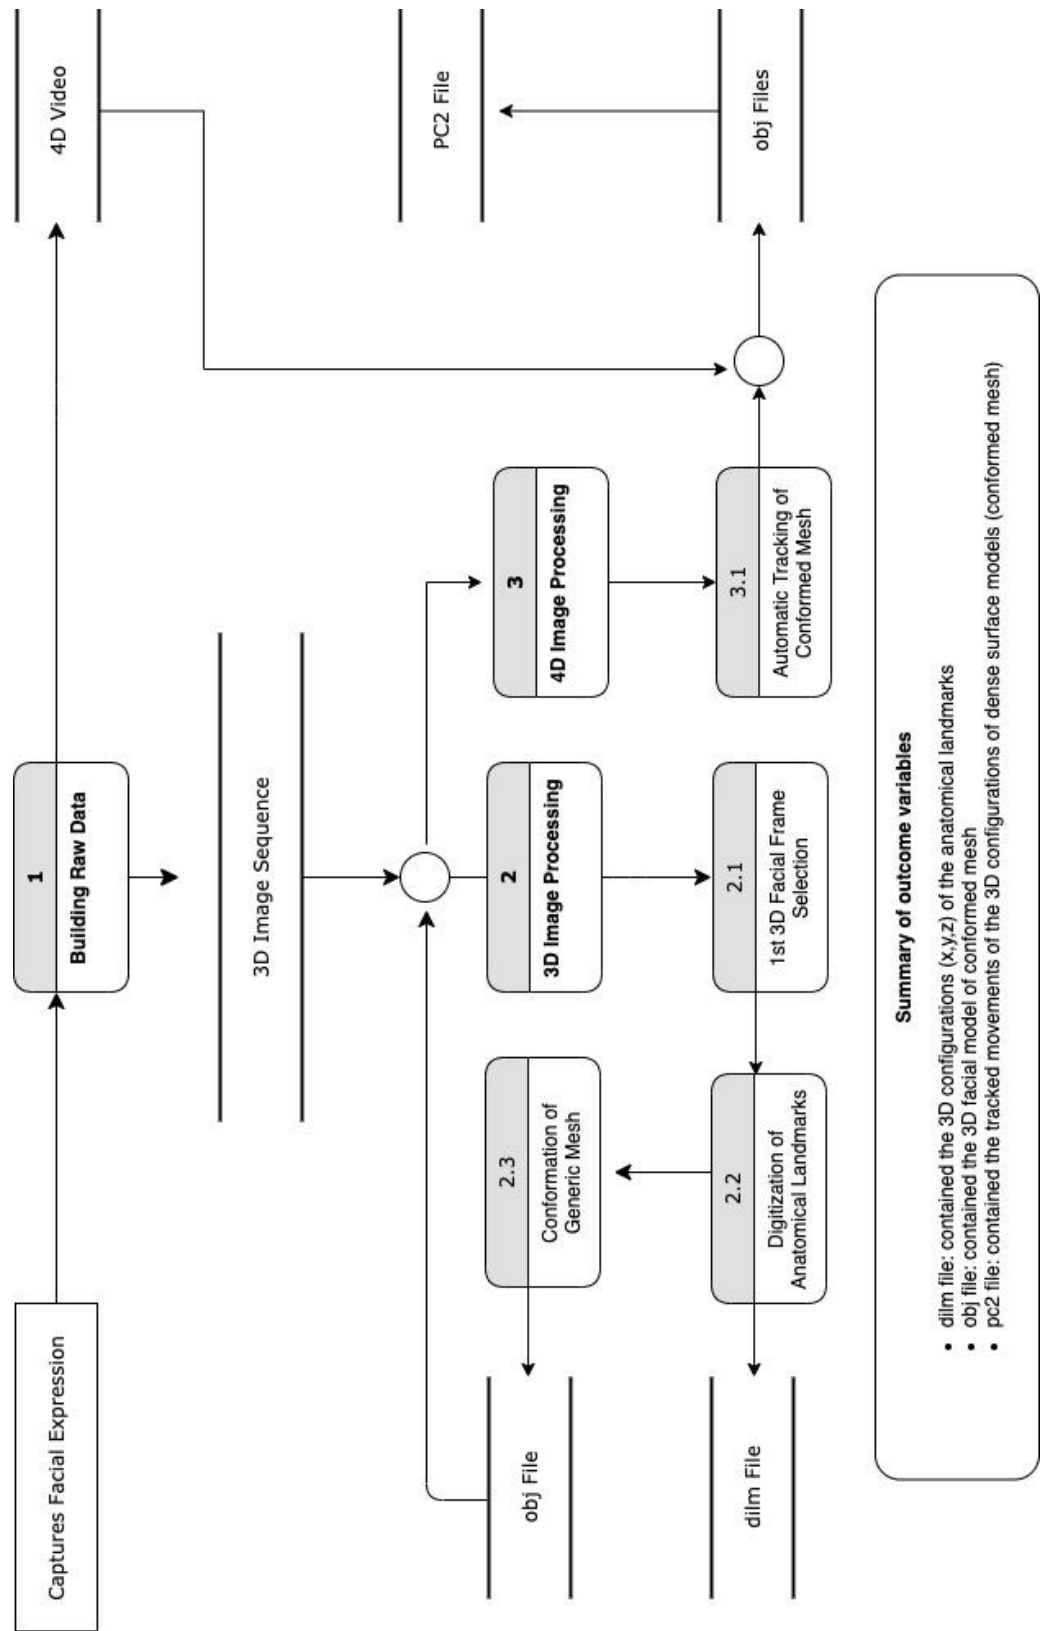 Captures Facial Expression
1
Building Raw Data
4D Video
3D Image Sequence
obj File
2.3
Conformation of
Generic Mesh
2
3D Image Processing
3
4D Image Processing
PC2 File
dilm File
2.2
Digitization of
Anatomical Landmarks
2.1
1st 3D Facial Frame
Selection
3.1
Automatic Tracking of
Conformed Mesh
obj Files
Summary of outcome variables
• dilm file: contained the 3D configurations (x,y,z) of the anatomical landmarks
• obj file: contained the 3D facial model of conformed mesh
• pc2 file: contained the tracked movements of the 3D configurations of dense surface models (conformed mesh)